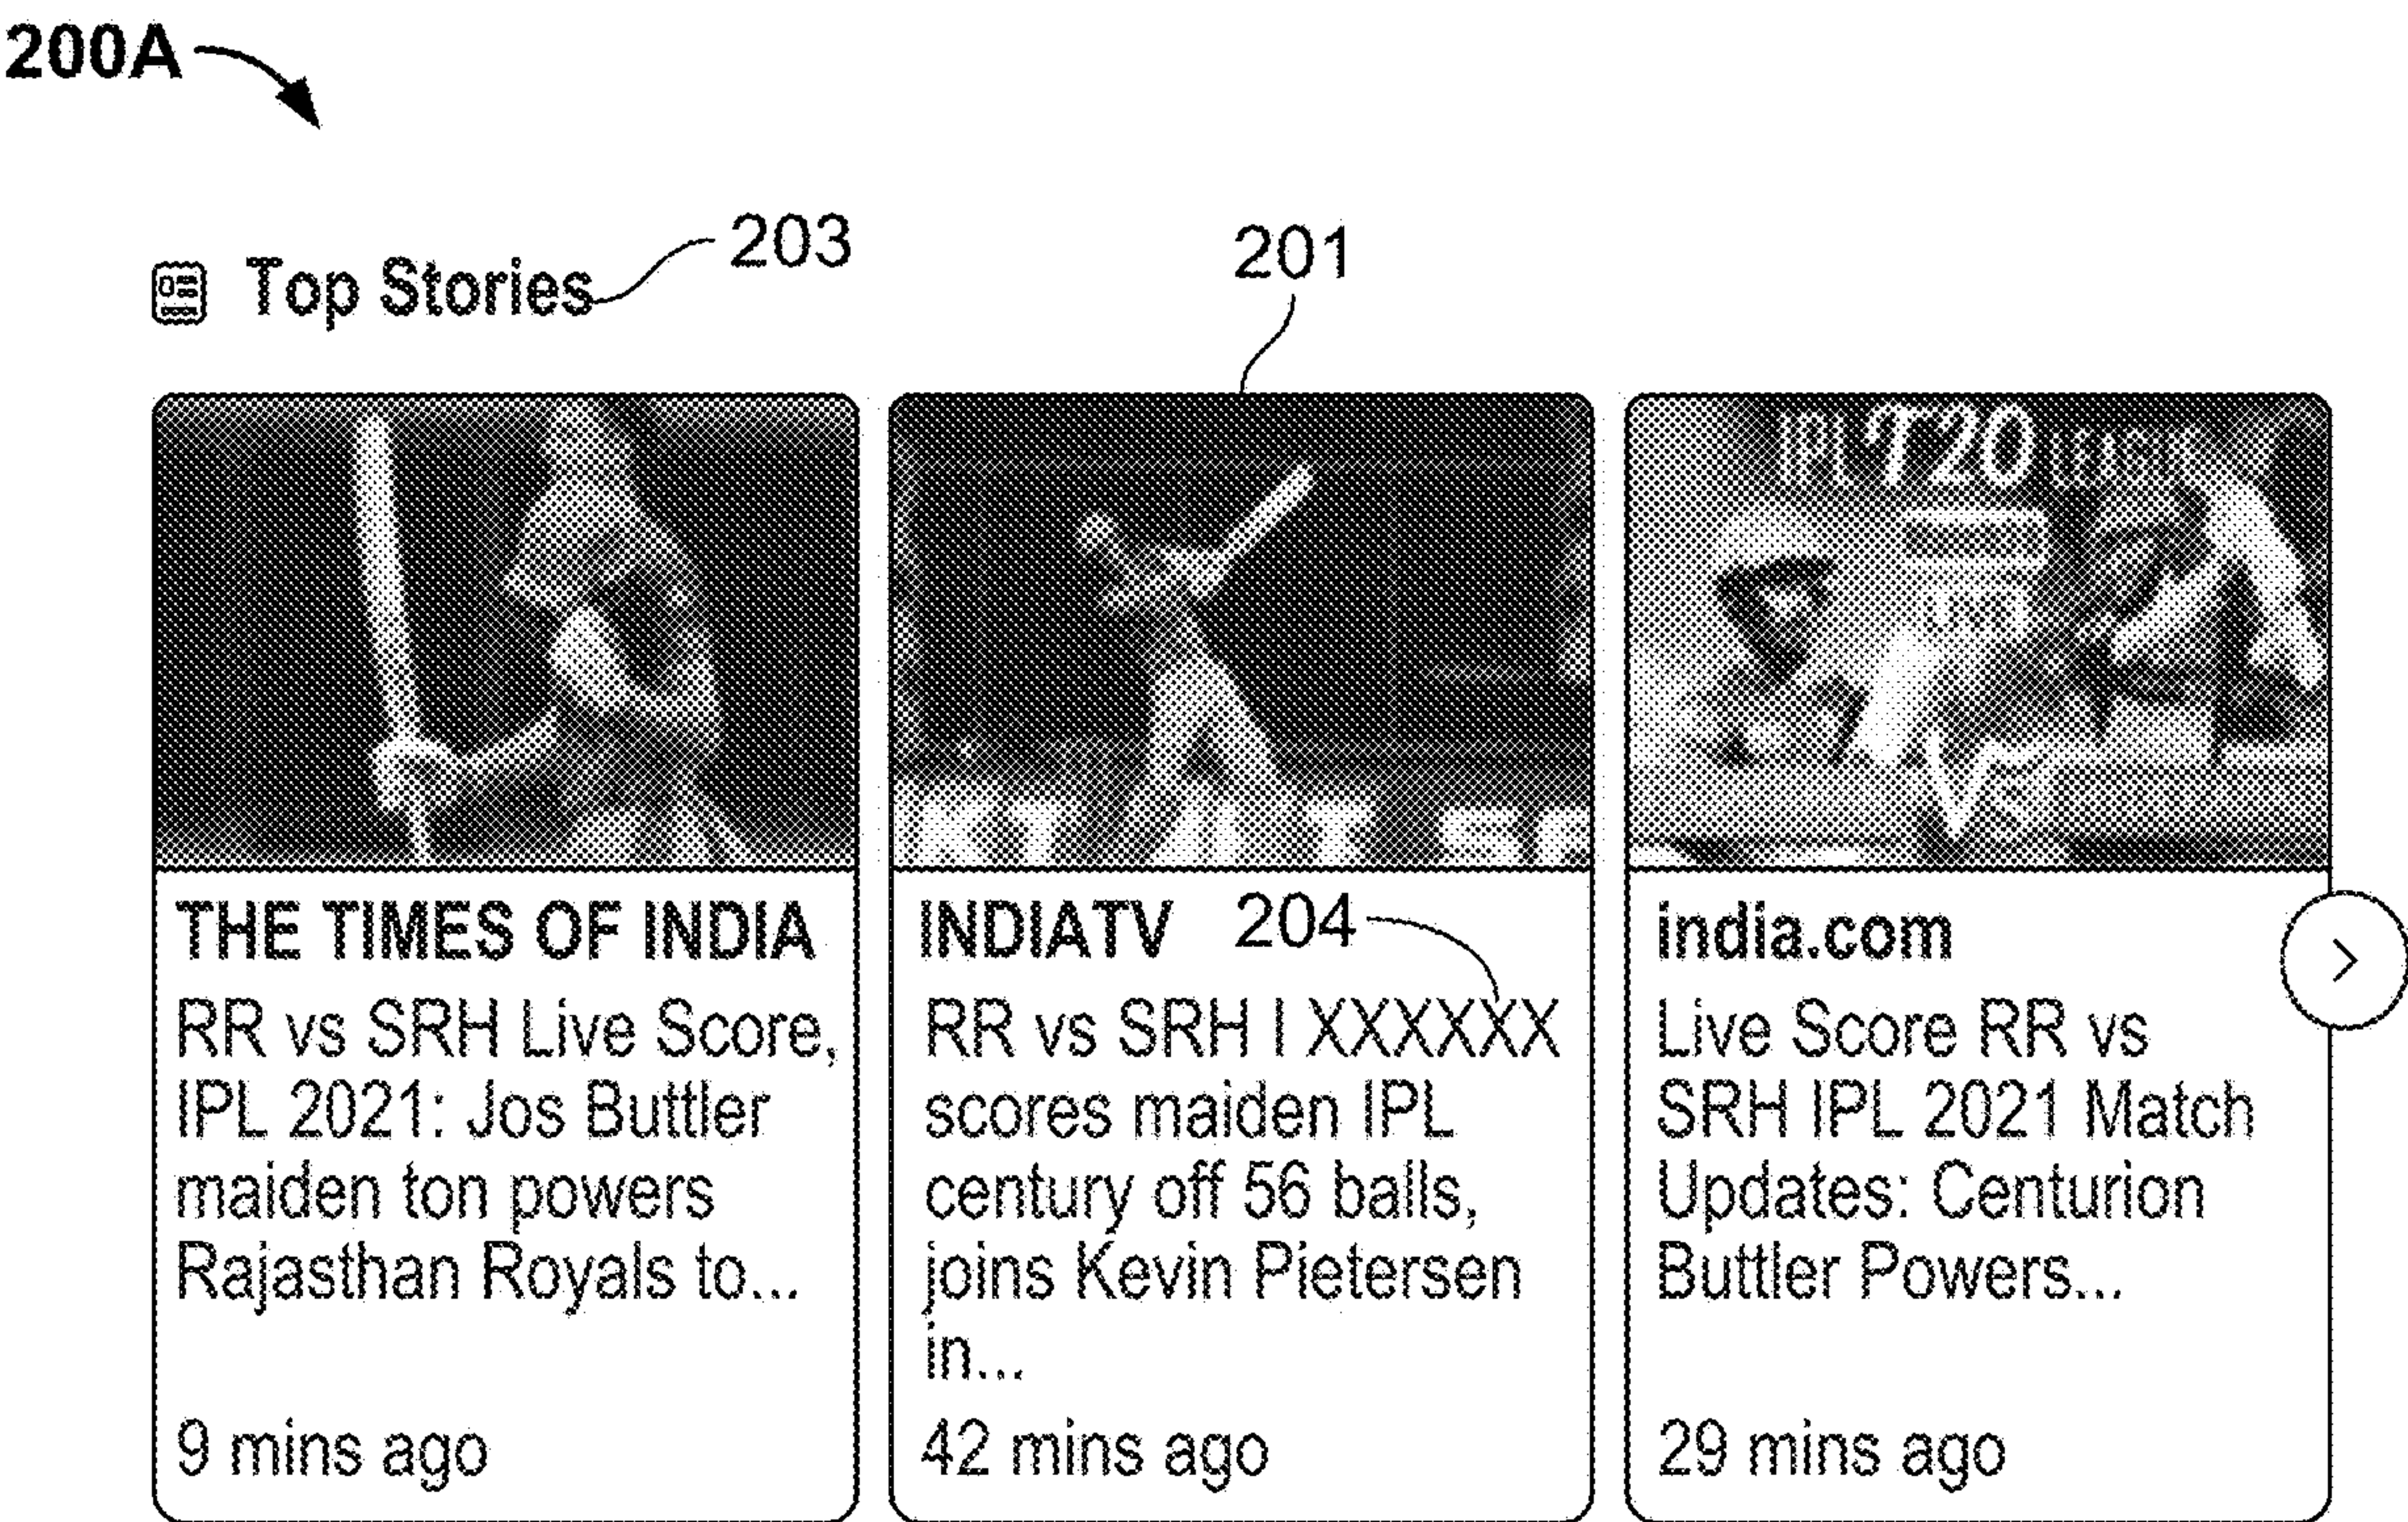 200A
203
Top Stories
201
IPL T20
VS
THE TIMES OF INDIA
RR vs SRH Live Score,
IPL 2021: Jos Buttler
maiden ton powers
Rajasthan Royals to...
9 mins ago
INDIATV
204
RR vs SRH I XXXXXX
scores maiden IPL
century off 56 balls,
joins Kevin Pietersen
in...
42 mins ago
india.com
Live Score RR vs
SRH IPL 2021 Match
Updates: Centurion
Buttler Powers...
29 mins ago